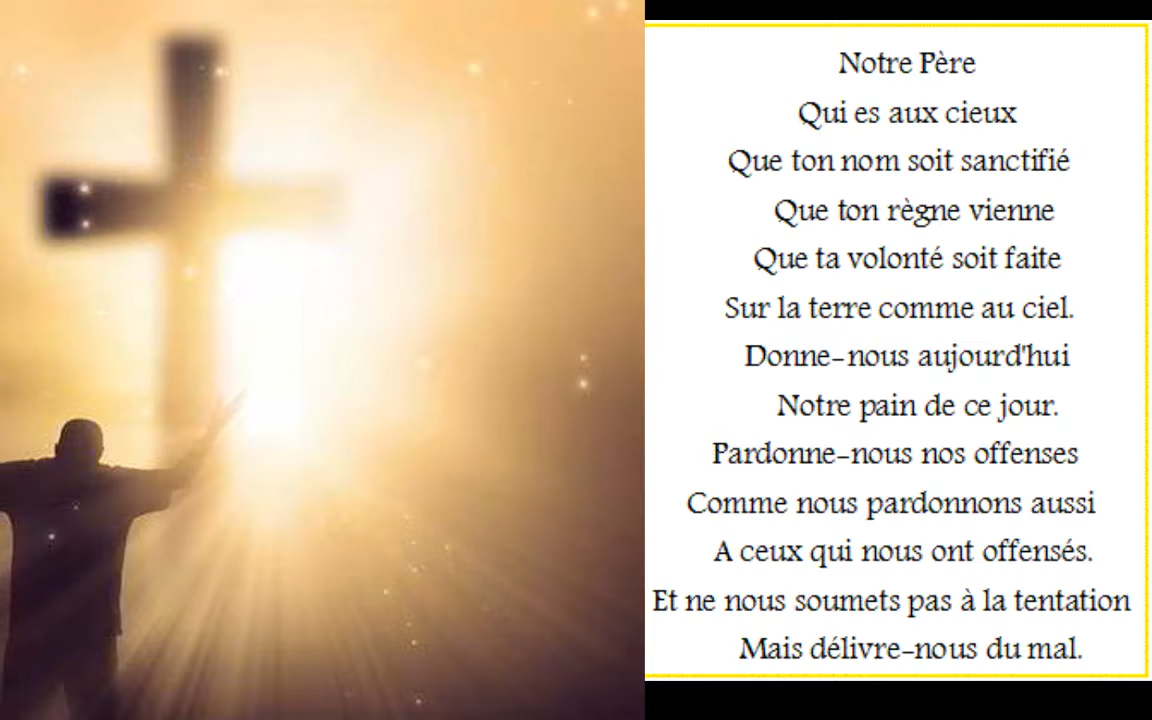 Notre Père
Qui es aux cieux
Que ton nom soit sanctifié
Que ton règne vienne
Que ta volonté soit faite
Sur la terre comme au ciel.
Donne-nous aujourd'hui
Notre pain de ce jour.
Pardonne-nous nos offenses
Comme nous pardonnons aussi
A ceux qui nous ont offensés.
Et ne nous soumets pas à la tentation
Mais délivre-nous du mal.